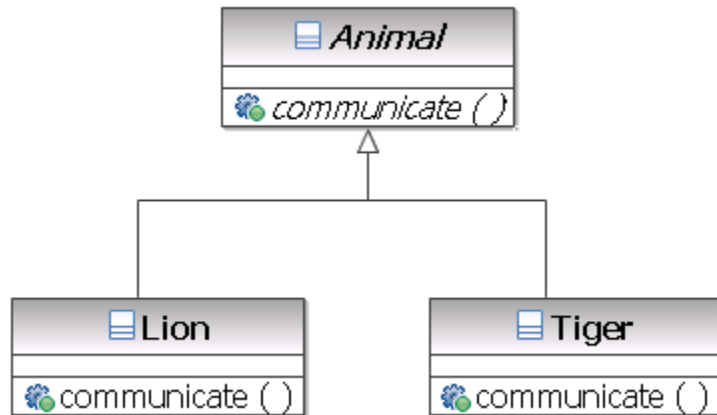 Animal
communicate ( )
Lion
Tiger
communicate ( )
communicate ( )